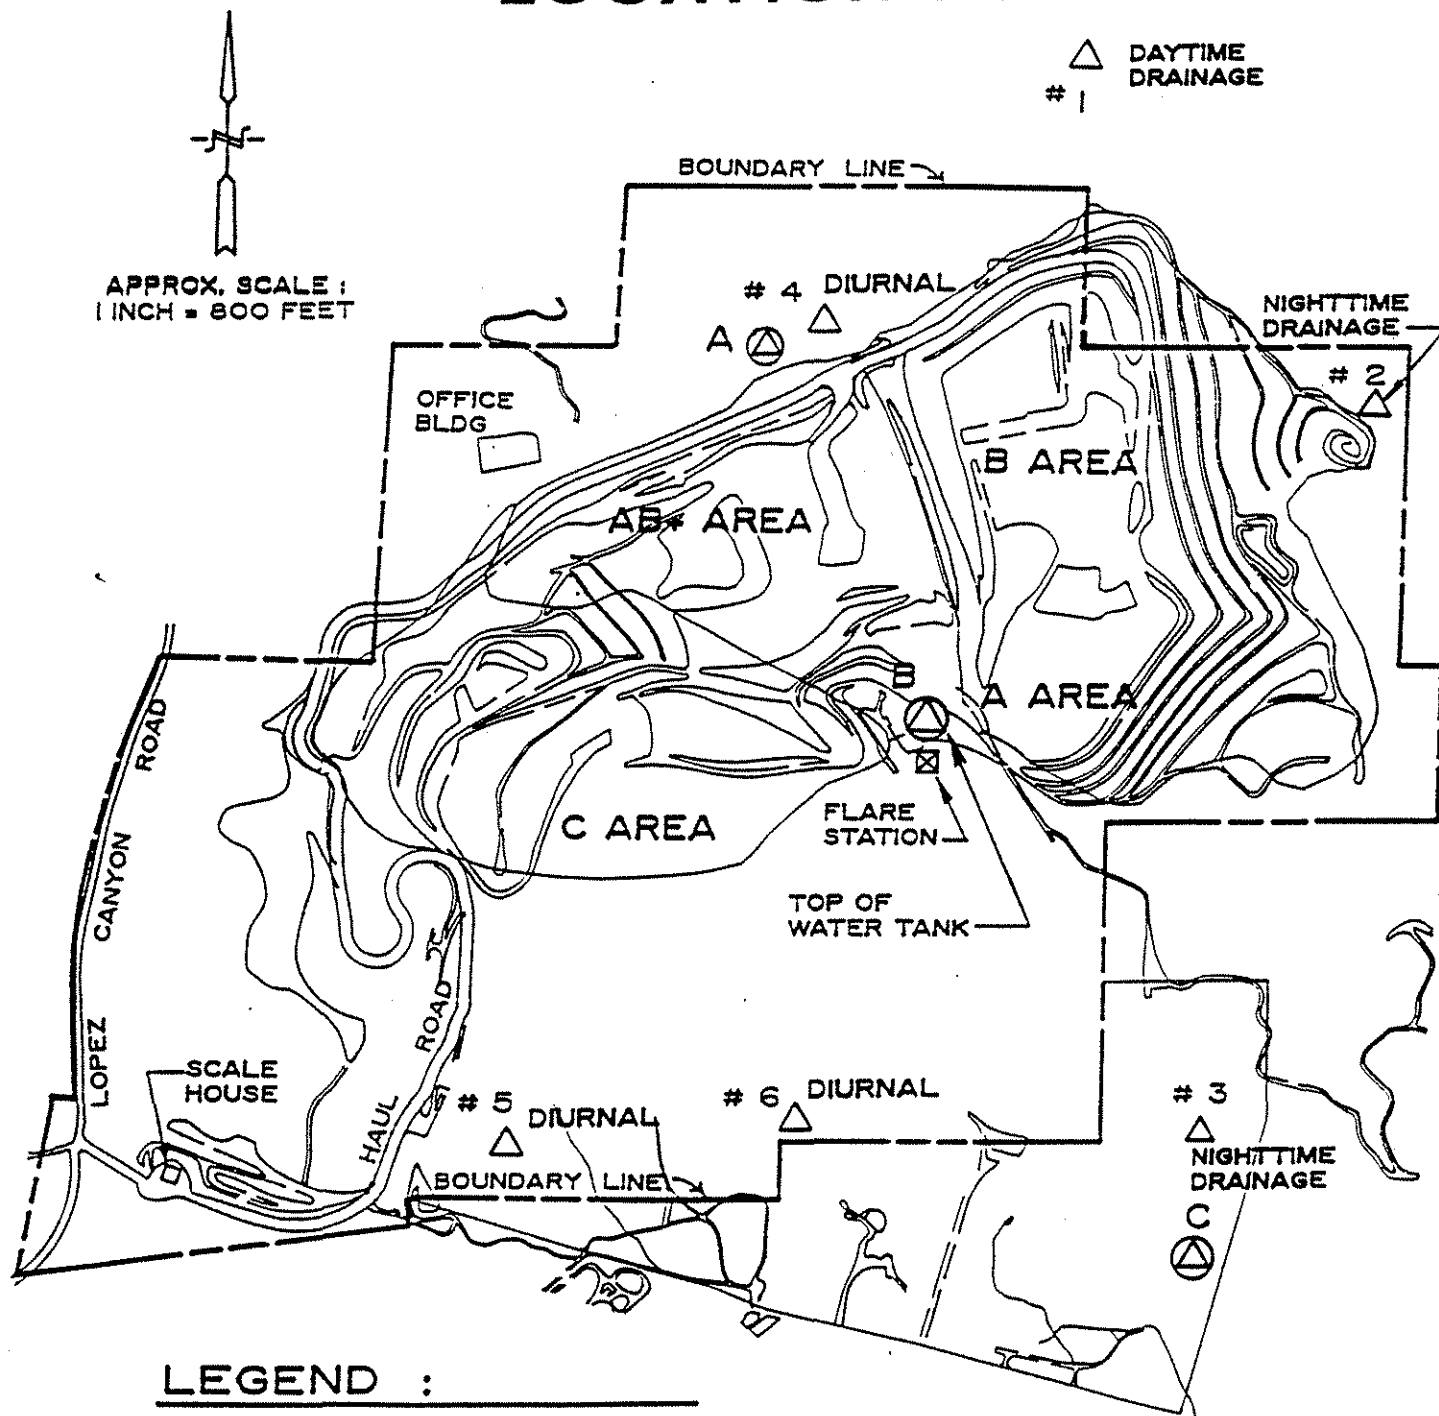 DAYTIME
DRAINAGE
# 1
BOUNDARY LINE
N
APPROX. SCALE :
1 INCH = 800 FEET
# 4 DIURNAL
A
NIGHTTIME
DRAINAGE
# 2
OFFICE
BLDG
B AREA
AB* AREA
B
A AREA
LOPEZ CANYON ROAD
C AREA
FLARE
STATION
TOP OF
WATER TANK
HAUL ROAD
SCALE
HOUSE
# 5 DIURNAL
# 6 DIURNAL
# 3
NIGHTTIME
DRAINAGE
BOUNDARY LINE
C
LEGEND :